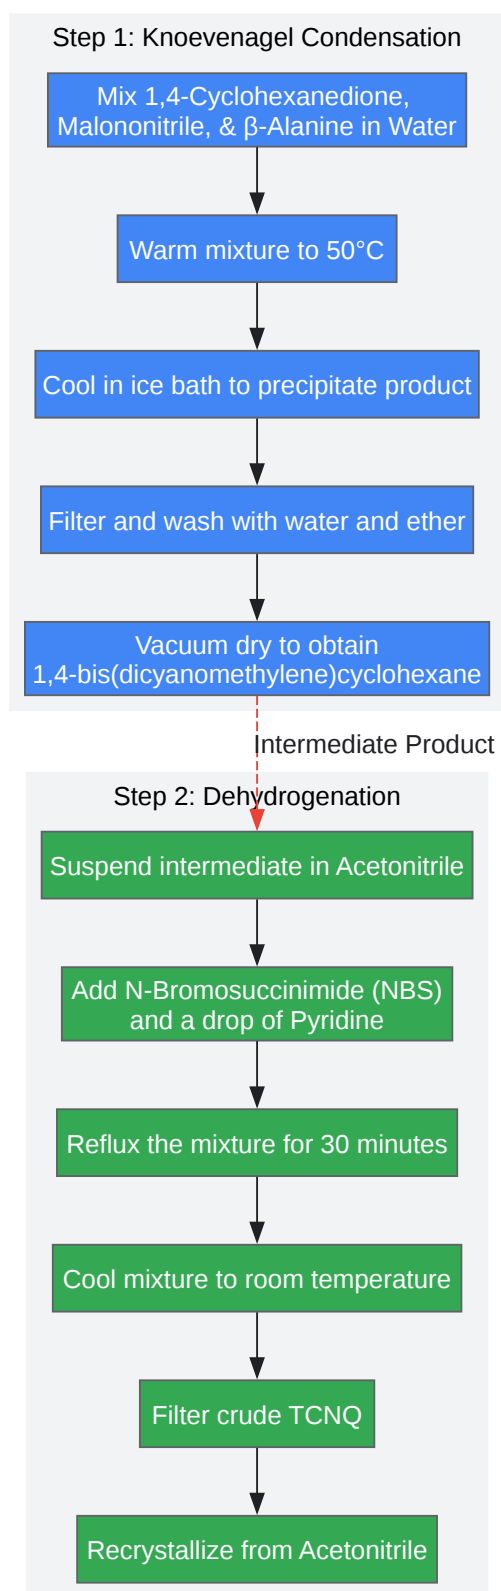 Step 1: Knoevenagel Condensation
Mix 1,4-Cyclohexanedione,
Malononitrile, & β-Alanine in Water
Warm mixture to 50°C
Cool in ice bath to precipitate product
Filter and wash with water and ether
Vacuum dry to obtain
1,4-bis(dicyanomethylene)cyclohexane
Intermediate Product
Step 2: Dehydrogenation
Suspend intermediate in Acetonitrile
Add N-Bromosuccinimide (NBS)
and a drop of Pyridine
Reflux the mixture for 30 minutes
Cool mixture to room temperature
Filter crude TCNQ
Recrystallize from Acetonitrile